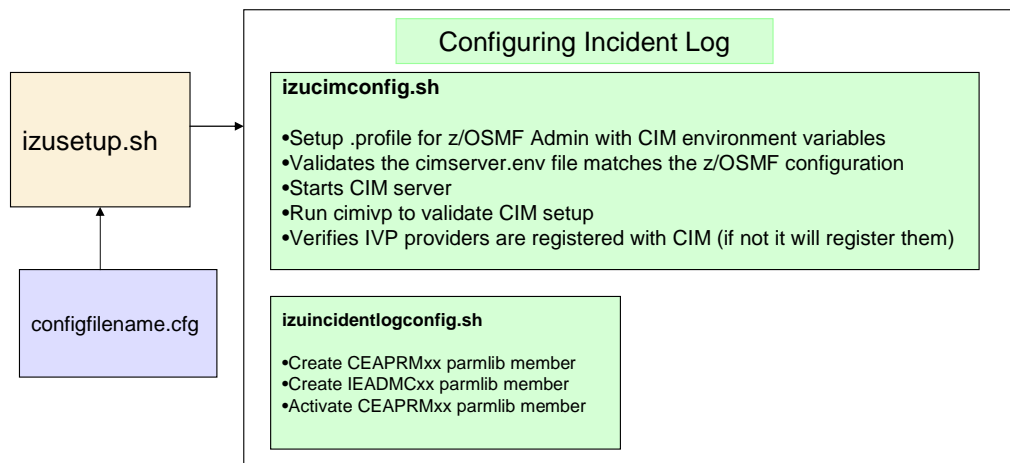 Configuring Incident Log
izusetup.sh
configfilename.cfg
izucimconfig.sh
•Setup .profile for z/OSMF Admin with CIM environment variables
•Validates the cimserver.env file matches the z/OSMF configuration
•Starts CIM server
•Run cimivp to validate CIM setup
•Verifies IVP providers are registered with CIM (if not it will register them)
izuincidentlogconfig.sh
•Create CEAPRMxx parmlib member
•Create IEADMCxx parmlib member
•Activate CEAPRMxx parmlib member